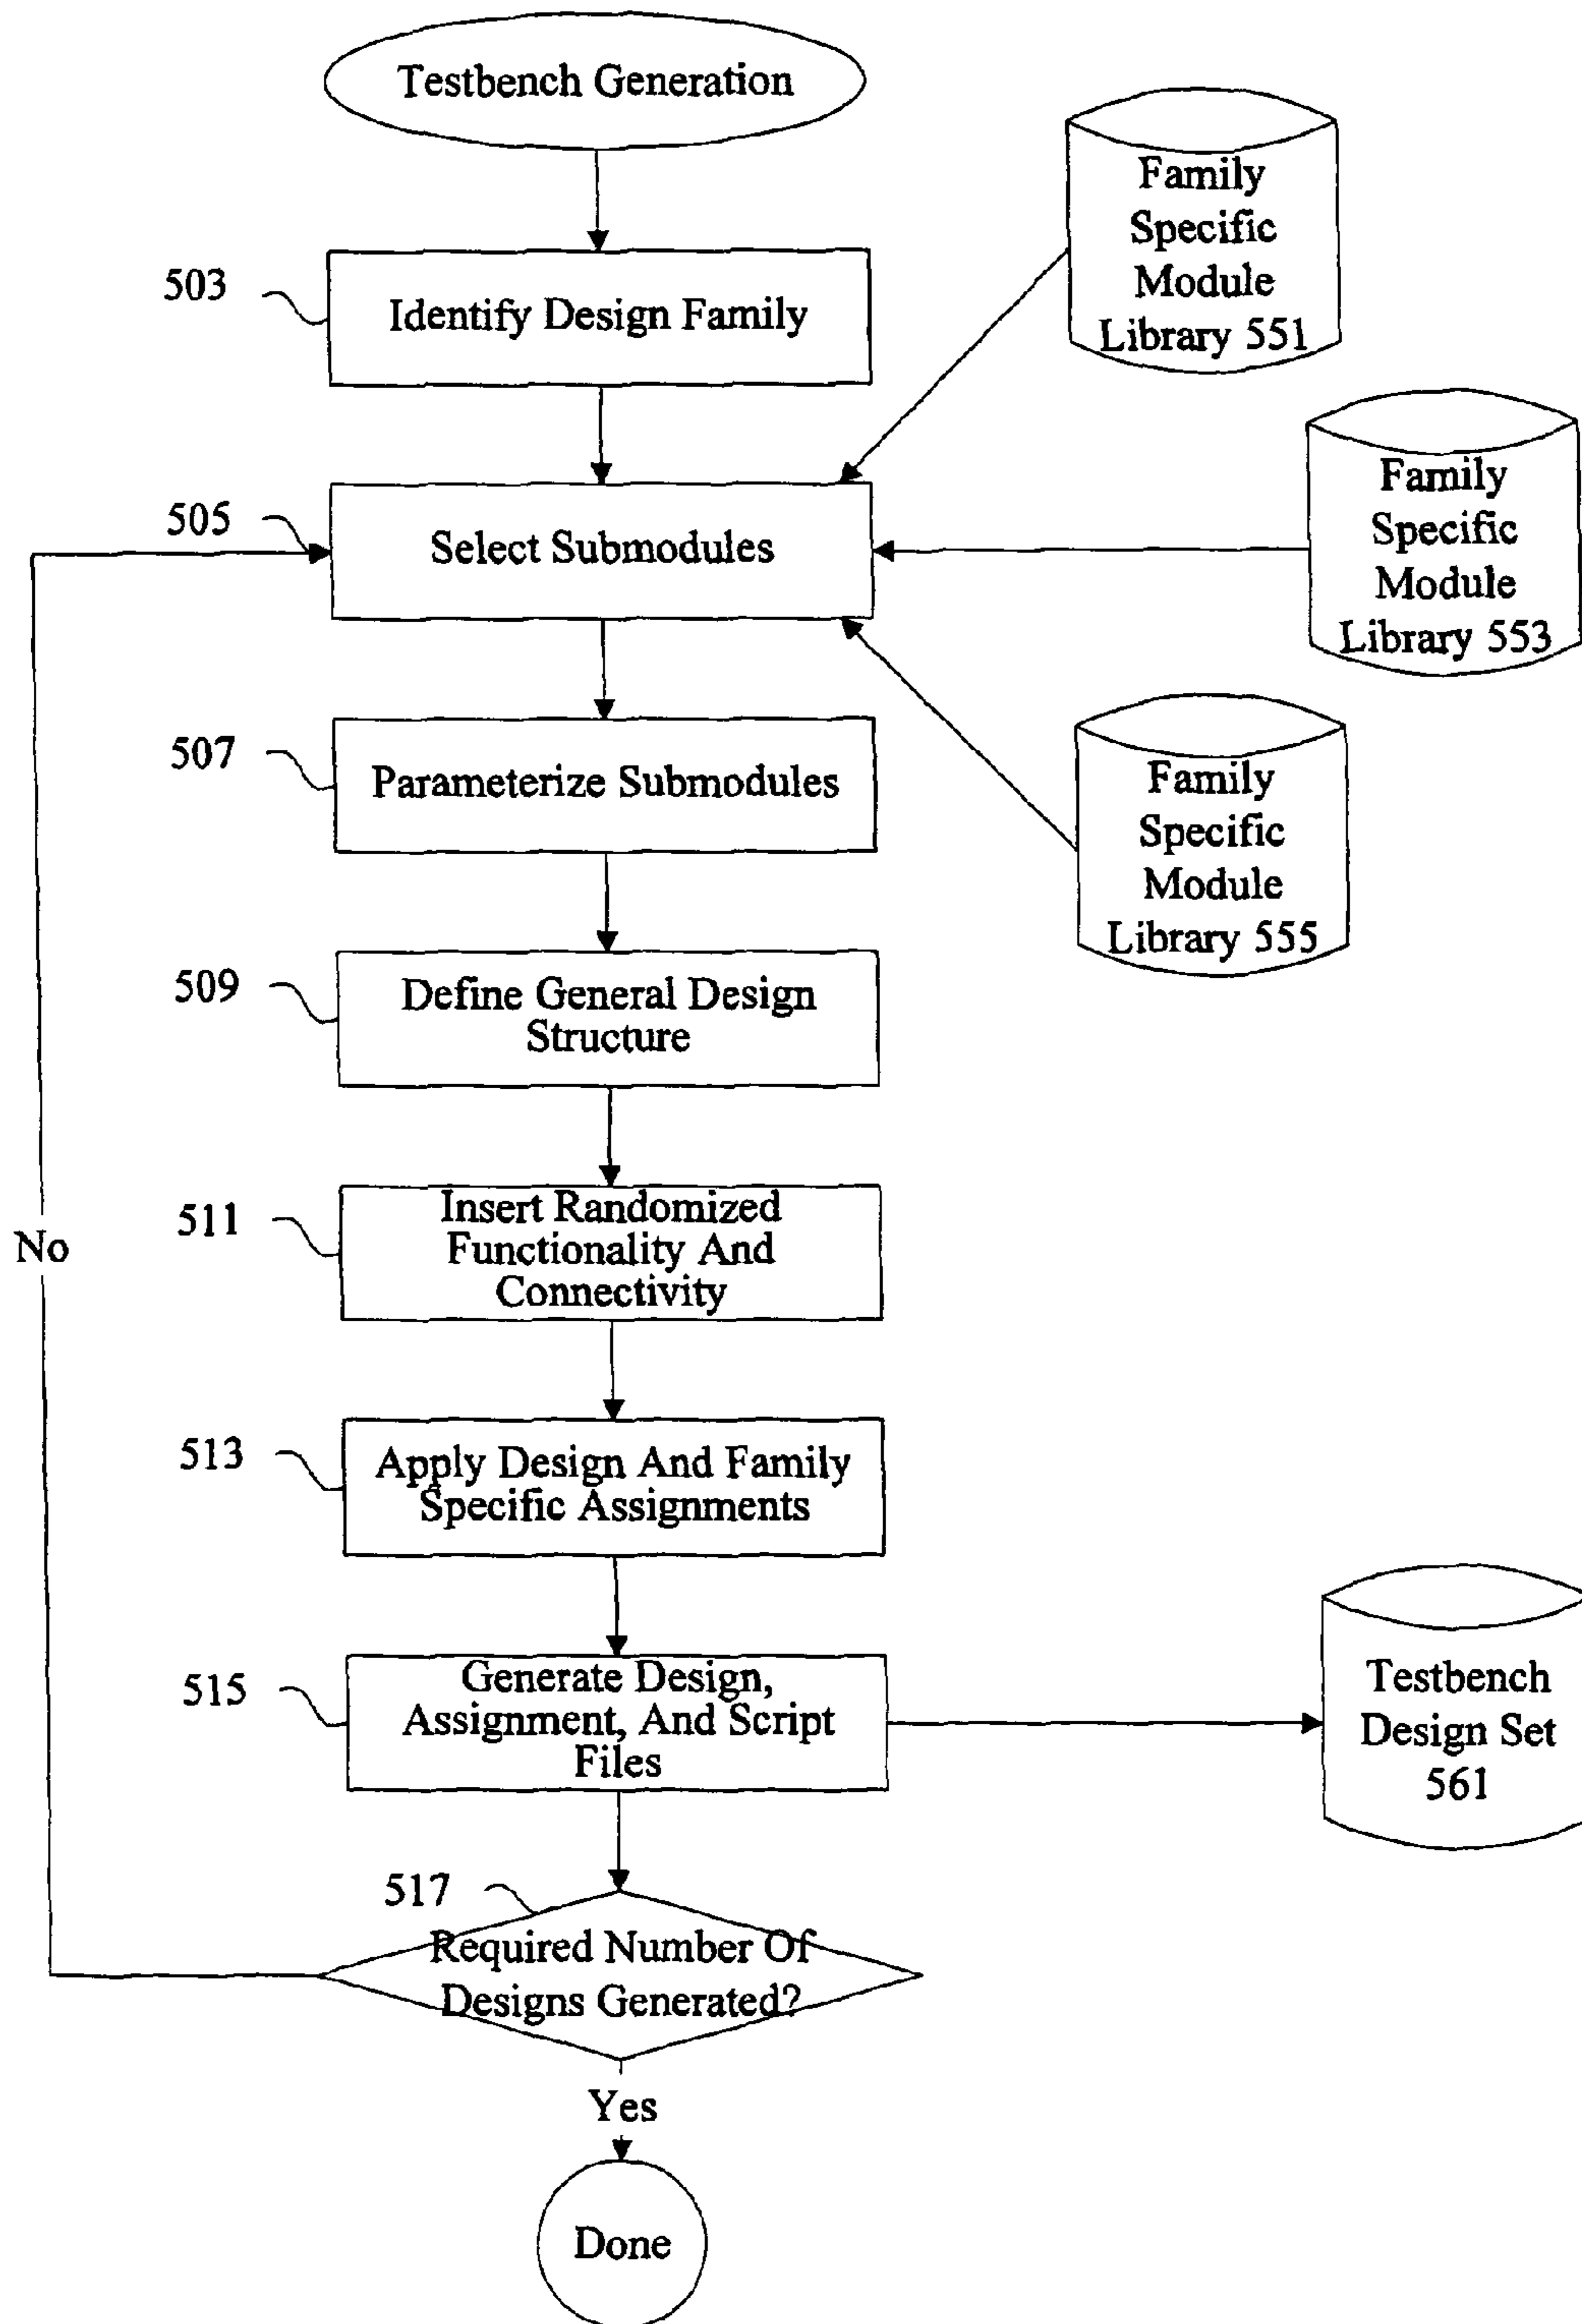 Testbench Generation
Family
Specific
Module
Library 551
503
Identify Design Family
Family
Specific
Module
Library 553
505
Select Submodules
507
Parameterize Submodules
Family
Specific
Module
Library 555
509
Define General Design
Structure
511
Insert Randomized
Functionality And
Connectivity
No
513
Apply Design And Family
Specific Assignments
515
Generate Design,
Assignment, And Script
Files
Testbench
Design Set
561
517
Required Number Of
Designs Generated?
Yes
Done